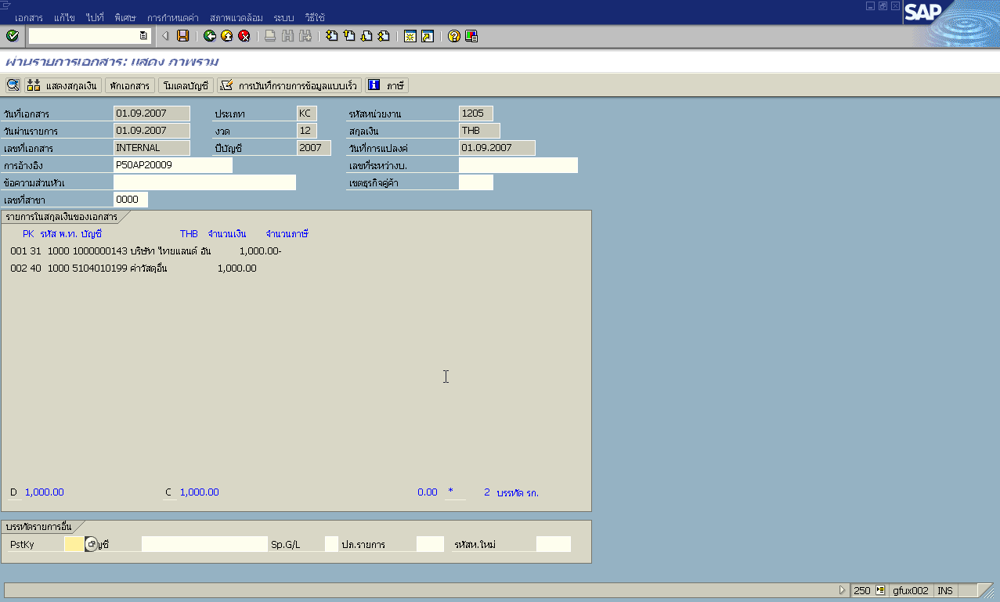 เอกสาร แก้ไข ไปที่ พิเศษ การกำหนดค่า สภาพแวดล้อม ระบบ วิธีใช้
SAP
ผ่านรายการเอกสาร: แสดง ภาพรวม
แสดงสกุลเงิน พักเอกสาร โมเดลบัญชี การบันทึกรายการข้อมูลแบบเร็ว ภาษี
วันที่เอกสาร 01.09.2007 ประเภท KC รหัสหน่วยงาน 1205
วันผ่านรายการ 01.09.2007 งวด 12 สกุลเงิน THB
เลขที่เอกสาร INTERNAL ปีบัญชี 2007 วันที่การแปลงค่ 01.09.2007
การอ้างอิง P50AP20009 เลขที่ระหว่างบ.
ข้อความส่วนหัวเ เขตธุรกิจคู่ค้า
เลขที่สาขา 0000
รายการในสกุลเงินของเอกสาร
PK รหัส พ.ท. บัญชี THB จำนวนเงิน จำนวนภาษี
001 31 1000 1000000143 บริษัท ไทยแลนด์ อัน 1,000.00-
002 40 1000 5104010199 ค่าวัสดุอื่น 1,000.00
D 1,000.00 C 1,000.00 0.00 * 2 บรรทัด รก.
บรรทัดรายการอื่น
PstKy ัญชี Sp.G/L ปภ.รายการ รหัสห.ใหม่
250 gfux002 INS